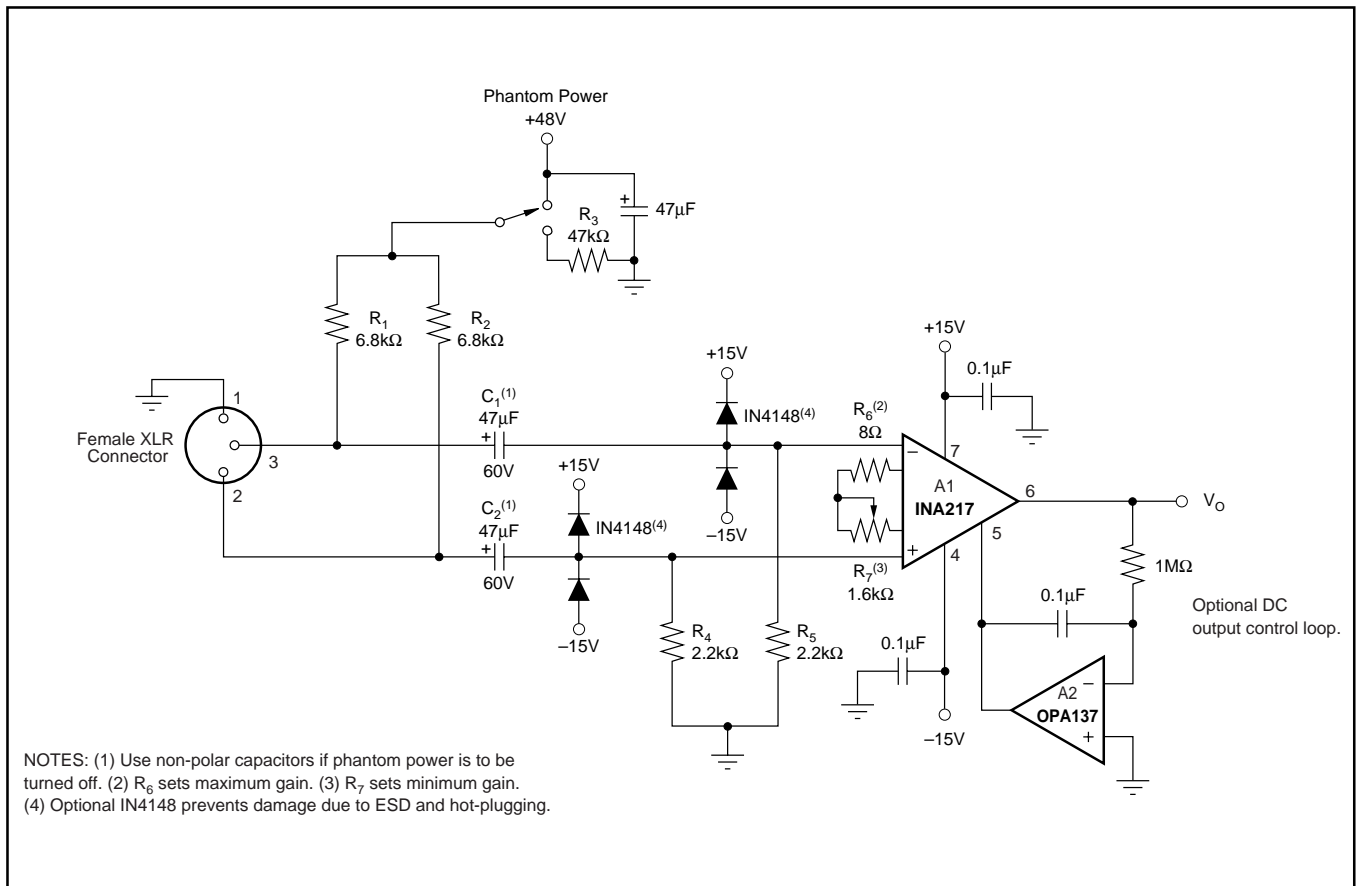 Phantom Power
+48V
47µF
+
R3
47kΩ
R1
6.8kΩ
R2
6.8kΩ
+15V
0.1µF
+15V
1
C1(1)
47µF
+
60V
IN4148(4)
R6(2)
8Ω
Female XLR
Connector
3
7
–
A1
INA217
6
VO
2
+15V
C2(1)
47µF
+
60V
IN4148(4)
–15V
5
+
4
R7(3)
1.6kΩ
1MΩ
–15V
0.1µF
Optional DC
output control loop.
R4
2.2kΩ
R5
2.2kΩ
0.1µF
–
A2
OPA137
+
–15V
NOTES: (1) Use non-polar capacitors if phantom power is to be
turned off. (2) R6 sets maximum gain. (3) R7 sets minimum gain.
(4) Optional IN4148 prevents damage due to ESD and hot-plugging.